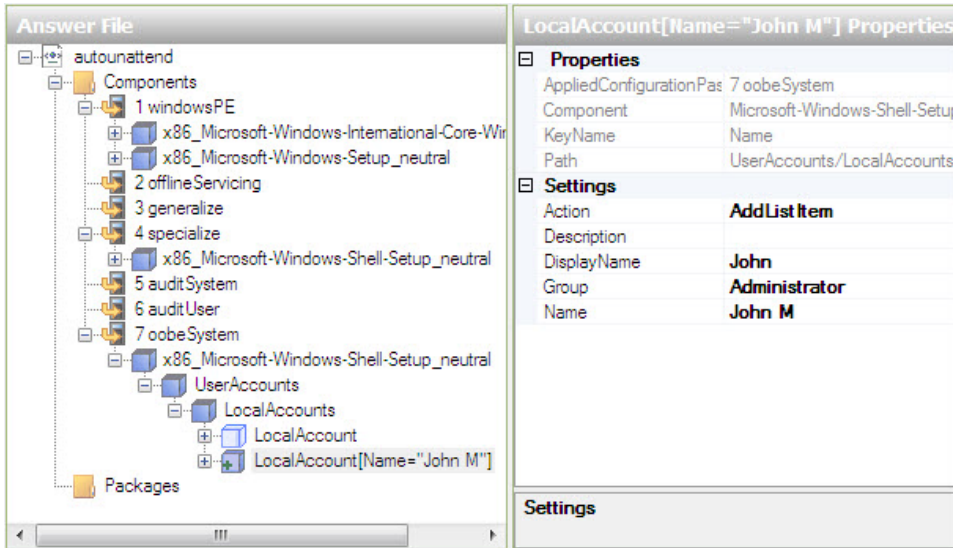 Answer File
autounattend
Components
1 windowsPE
x86_Microsoft-Windows-International-Core-Wir
x86_Microsoft-Windows-Setup_neutral
2 offlineServicing
3 generalize
4 specialize
x86_Microsoft-Windows-Shell-Setup_neutral
5 auditSystem
6 auditUser
7 oobeSystem
x86_Microsoft-Windows-Shell-Setup_neutral
UserAccounts
LocalAccounts
LocalAccount
LocalAccount[Name="John M"]
Packages
LocalAccount[Name="John M"] Properties
Properties
AppliedConfigurationPas 7 oobeSystem
Component Microsoft-Windows-Shell-Setup
KeyName Name
Path UserAccounts/LocalAccounts
Settings
Action AddListItem
Description
DisplayName John
Group Administrator
Name John M
Settings